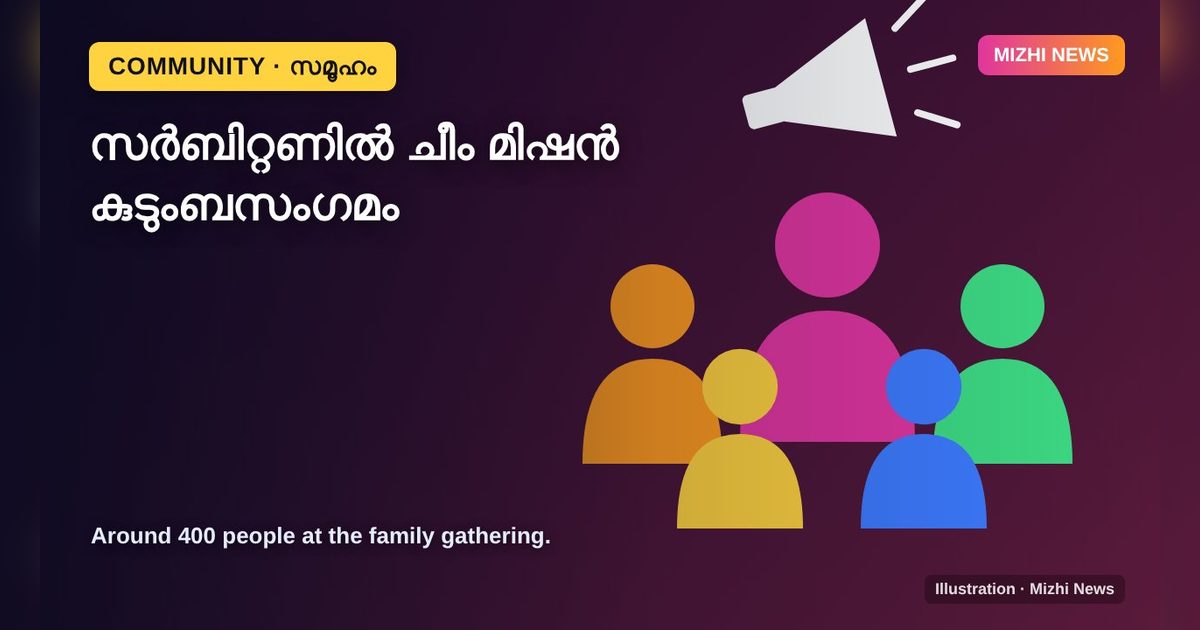 COMMUNITY · സമൂഹം
MIZHI NEWS
സർബിറ്റണിൽ ചീം മിഷൻ
കുടുംബസംഗമം
Around 400 people at the family gathering.
Illustration · Mizhi News